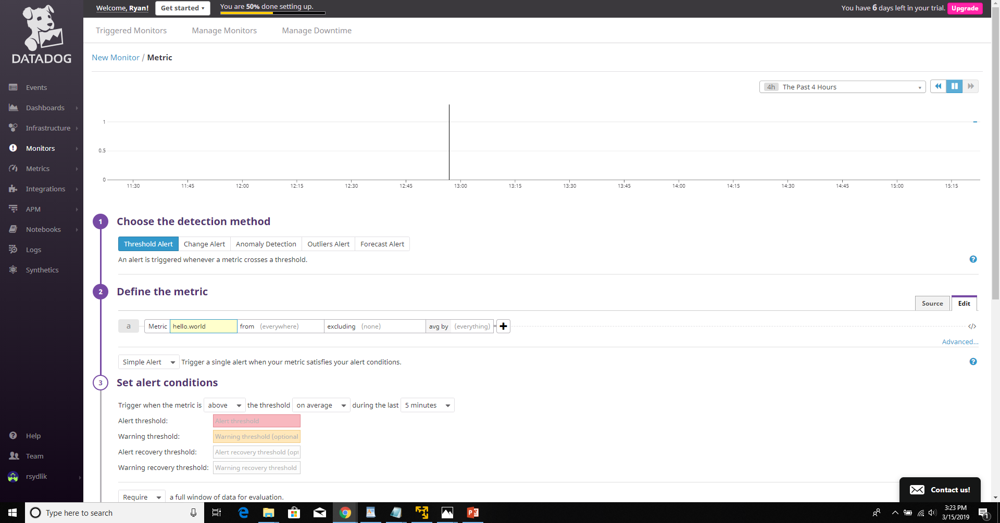 Welcome, Ryan!
Get started
You are 50% done setting up.
You have 6 days left in your trial.
Upgrade
DATADOG
Triggered Monitors
Manage Monitors
Manage Downtime
New Monitor / Metric
Events
Dashboards
Infrastructure
Monitors
Metrics
Integrations
APM
Notebooks
Logs
Synthetics
Help
Team
rsydlik
4h The Past 4 Hours
1
0.5
0
11:30 11:45 12:00 12:15 12:30 12:45 13:00 13:15 13:30 13:45 14:00 14:15 14:30 14:45 15:00 15:15
1 Choose the detection method
Threshold Alert Change Alert Anomaly Detection Outliers Alert Forecast Alert
An alert is triggered whenever a metric crosses a threshold.
?
2 Define the metric
Source Edit
a Metric hello.world from (everywhere) excluding (none) avg by (everything) + </>
Advanced...
Simple Alert Trigger a single alert when your metric satisfies your alert conditions.
?
3 Set alert conditions
Trigger when the metric is above the threshold on average during the last 5 minutes
Alert threshold: Alert threshold
Warning threshold: Warning threshold (optional
Alert recovery threshold: Alert recovery threshold (opt
Warning recovery threshold: Warning recovery threshold
Require a full window of data for evaluation.
Contact us!
Type here to search
3:23 PM
3/15/2019
1